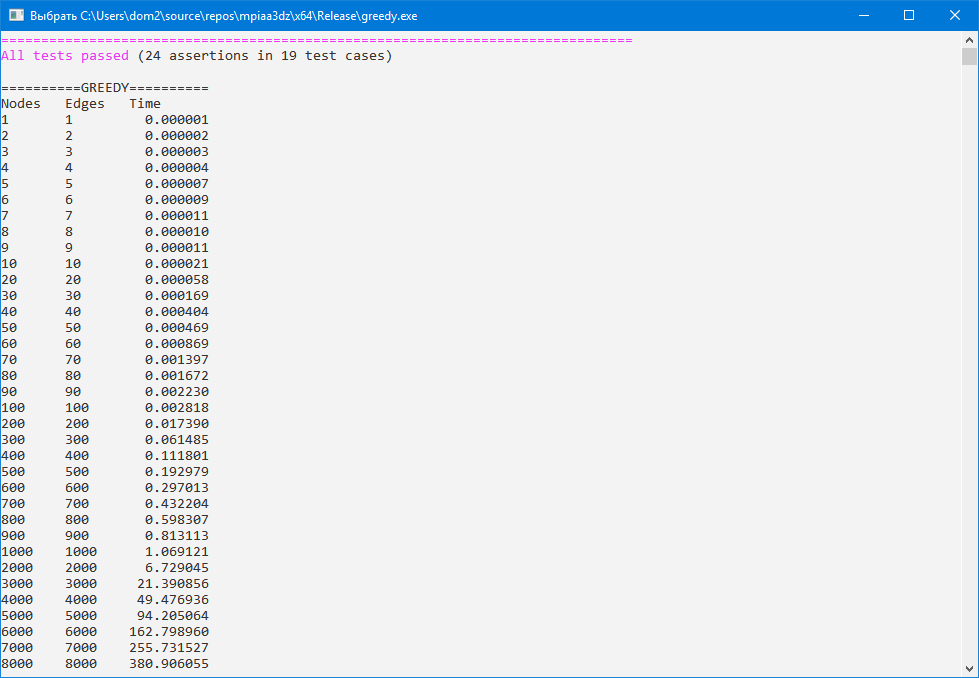 Выбрать C:\Users\dom2\source\repos\mpiaa3dz\x64\Release\greedy.exe
===============================================================================
All tests passed (24 assertions in 19 test cases)
==========GREEDY==========
Nodes Edges Time
1 1 0.000001
2 2 0.000002
3 3 0.000003
4 4 0.000004
5 5 0.000007
6 6 0.000009
7 7 0.000011
8 8 0.000010
9 9 0.000011
10 10 0.000021
20 20 0.000058
30 30 0.000169
40 40 0.000404
50 50 0.000469
60 60 0.000869
70 70 0.001397
80 80 0.001672
90 90 0.002230
100 100 0.002818
200 200 0.017390
300 300 0.061485
400 400 0.111801
500 500 0.192979
600 600 0.297013
700 700 0.432204
800 800 0.598307
900 900 0.813113
1000 1000 1.069121
2000 2000 6.729045
3000 3000 21.390856
4000 4000 49.476936
5000 5000 94.205064
6000 6000 162.798960
7000 7000 255.731527
8000 8000 380.906055